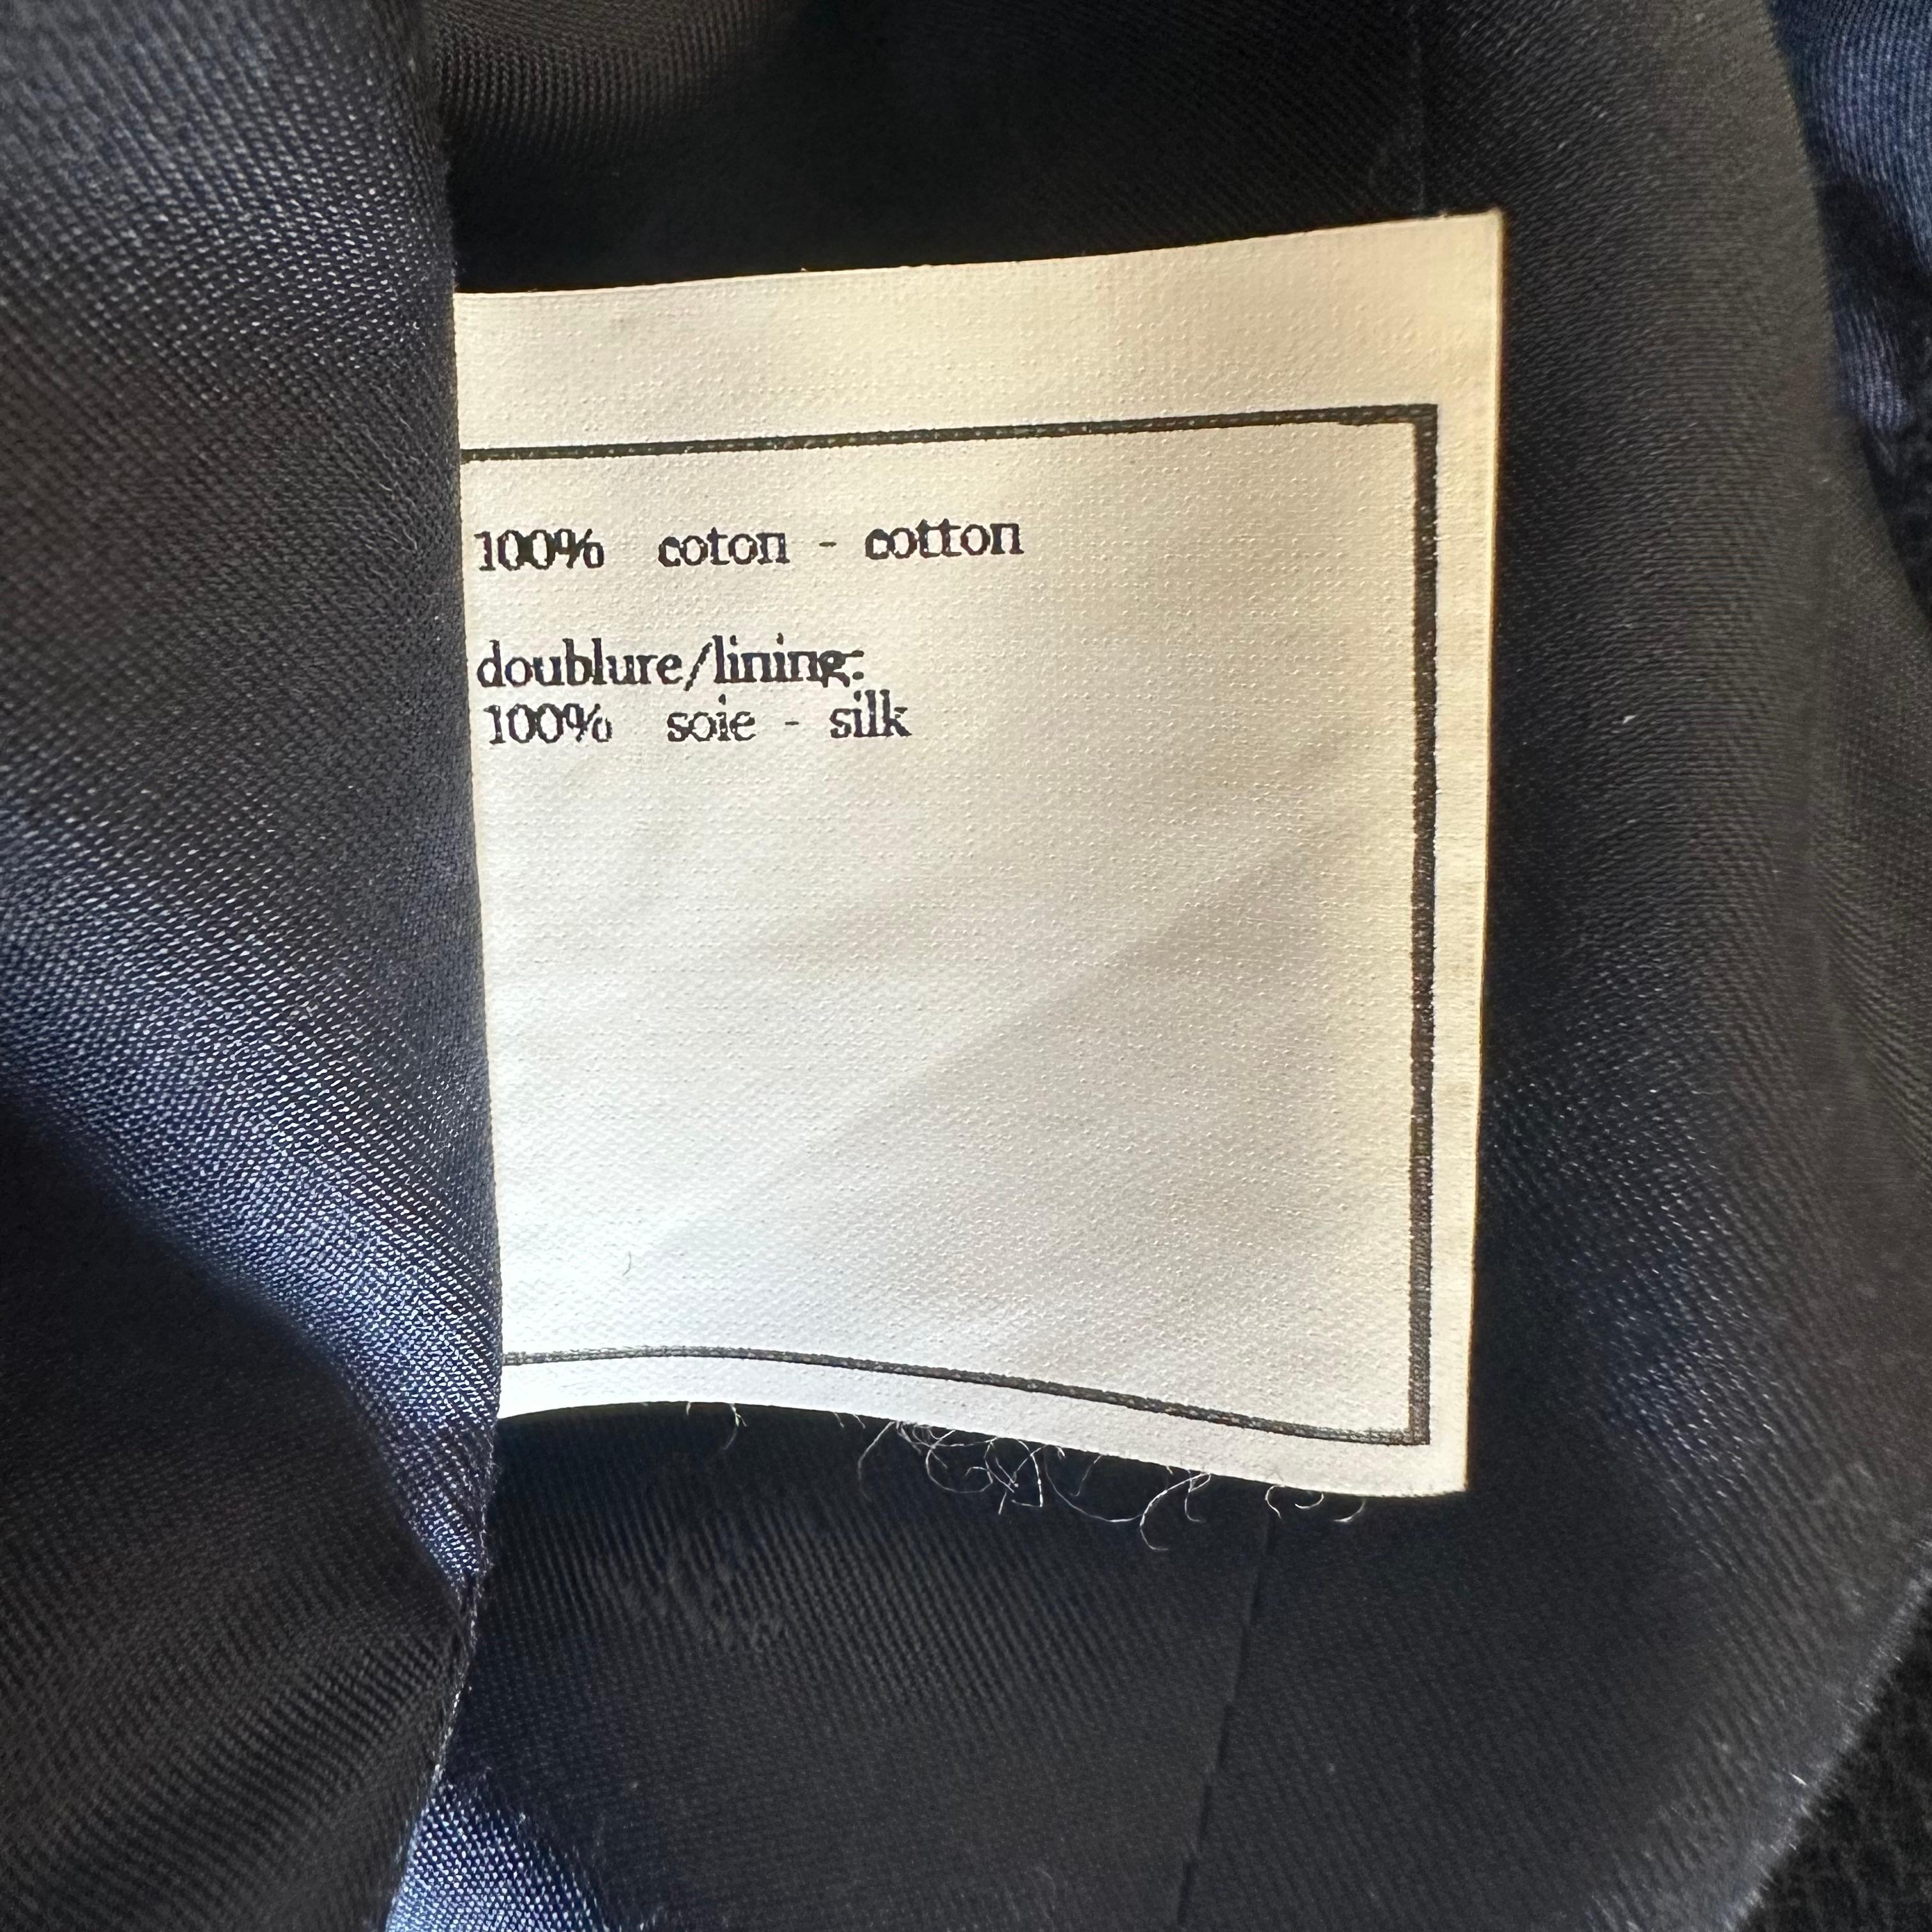 100% coton - cotton
doublure/lining:
100% soie - silk